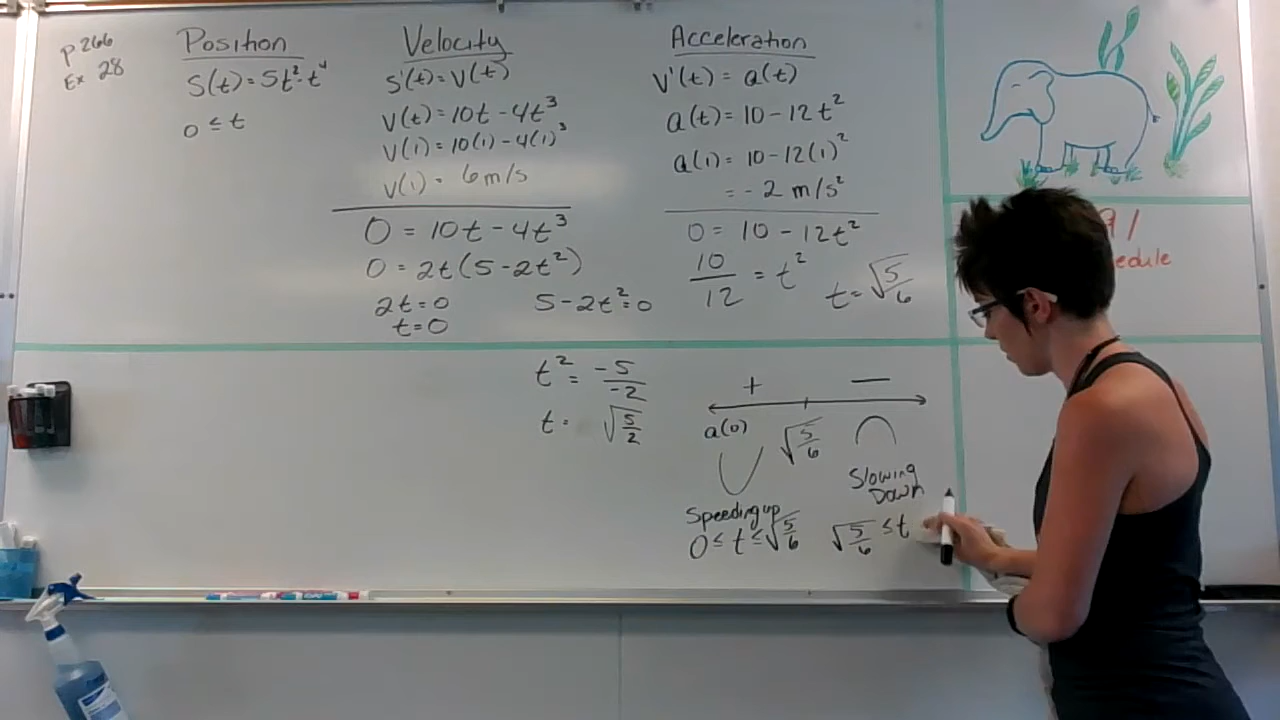 p 266
Ex 28
Position
S(t) = 5t² - t⁴
0 ≤ t
Velocity
s'(t) = v(t)
v(t) = 10t - 4t³
v(1) = 10(1) - 4(1)³
v(1) = 6 m/s
0 = 10t - 4t³
0 = 2t(5 - 2t²)
2t = 0
t = 0
5 - 2t² = 0
t² = -5/-2
t = √5/2
Acceleration
v'(t) = a(t)
a(t) = 10 - 12t²
a(1) = 10 - 12(1)²
= -2 m/s²
0 = 10 - 12t²
10/12 = t²
t = √5/6
+ —
a(0) √5/6
Slowing
Down
Speeding up
0 ≤ t ≤ √5/6
√5/6 ≤ t
91
edule